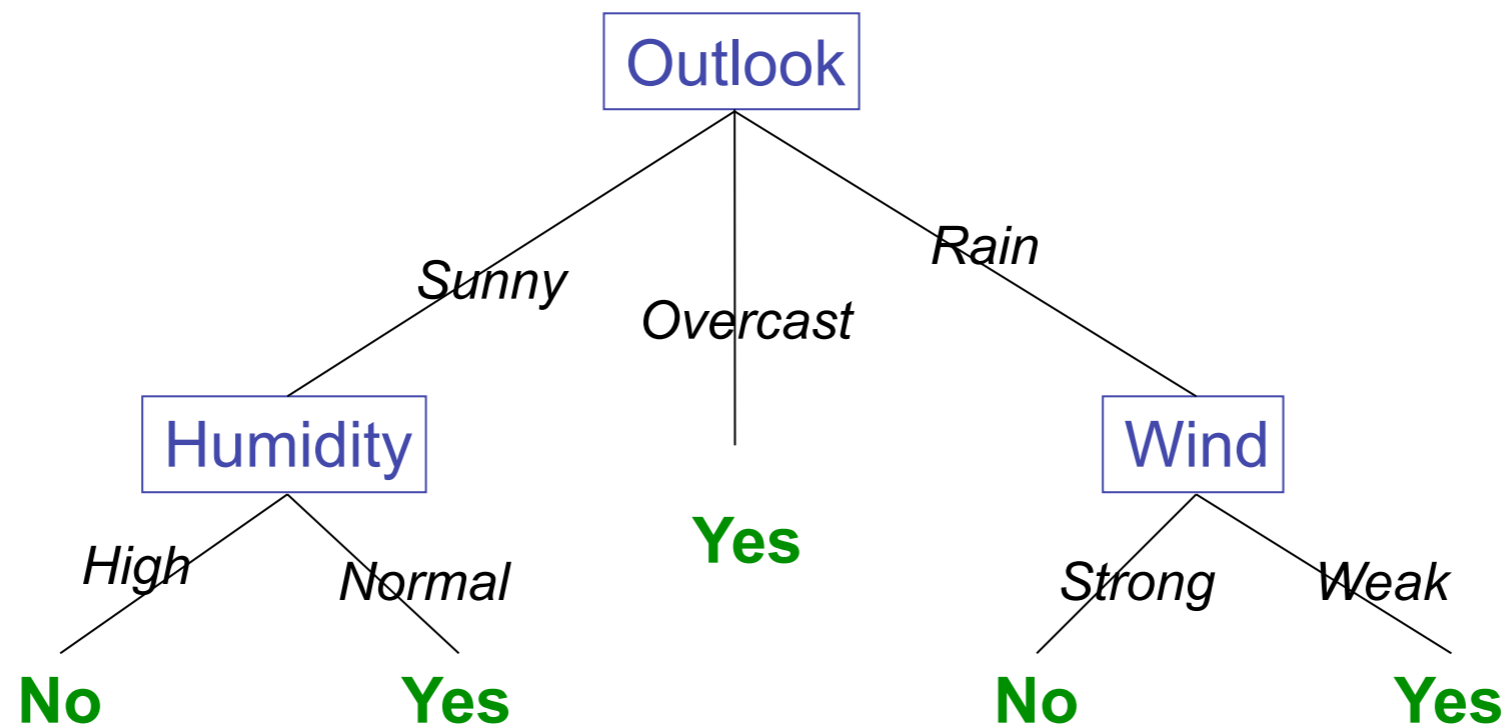 Outlook
Sunny
Overcast
Rain
Humidity
Wind
High
Normal
Yes
Strong
Weak
No
Yes
No
Yes